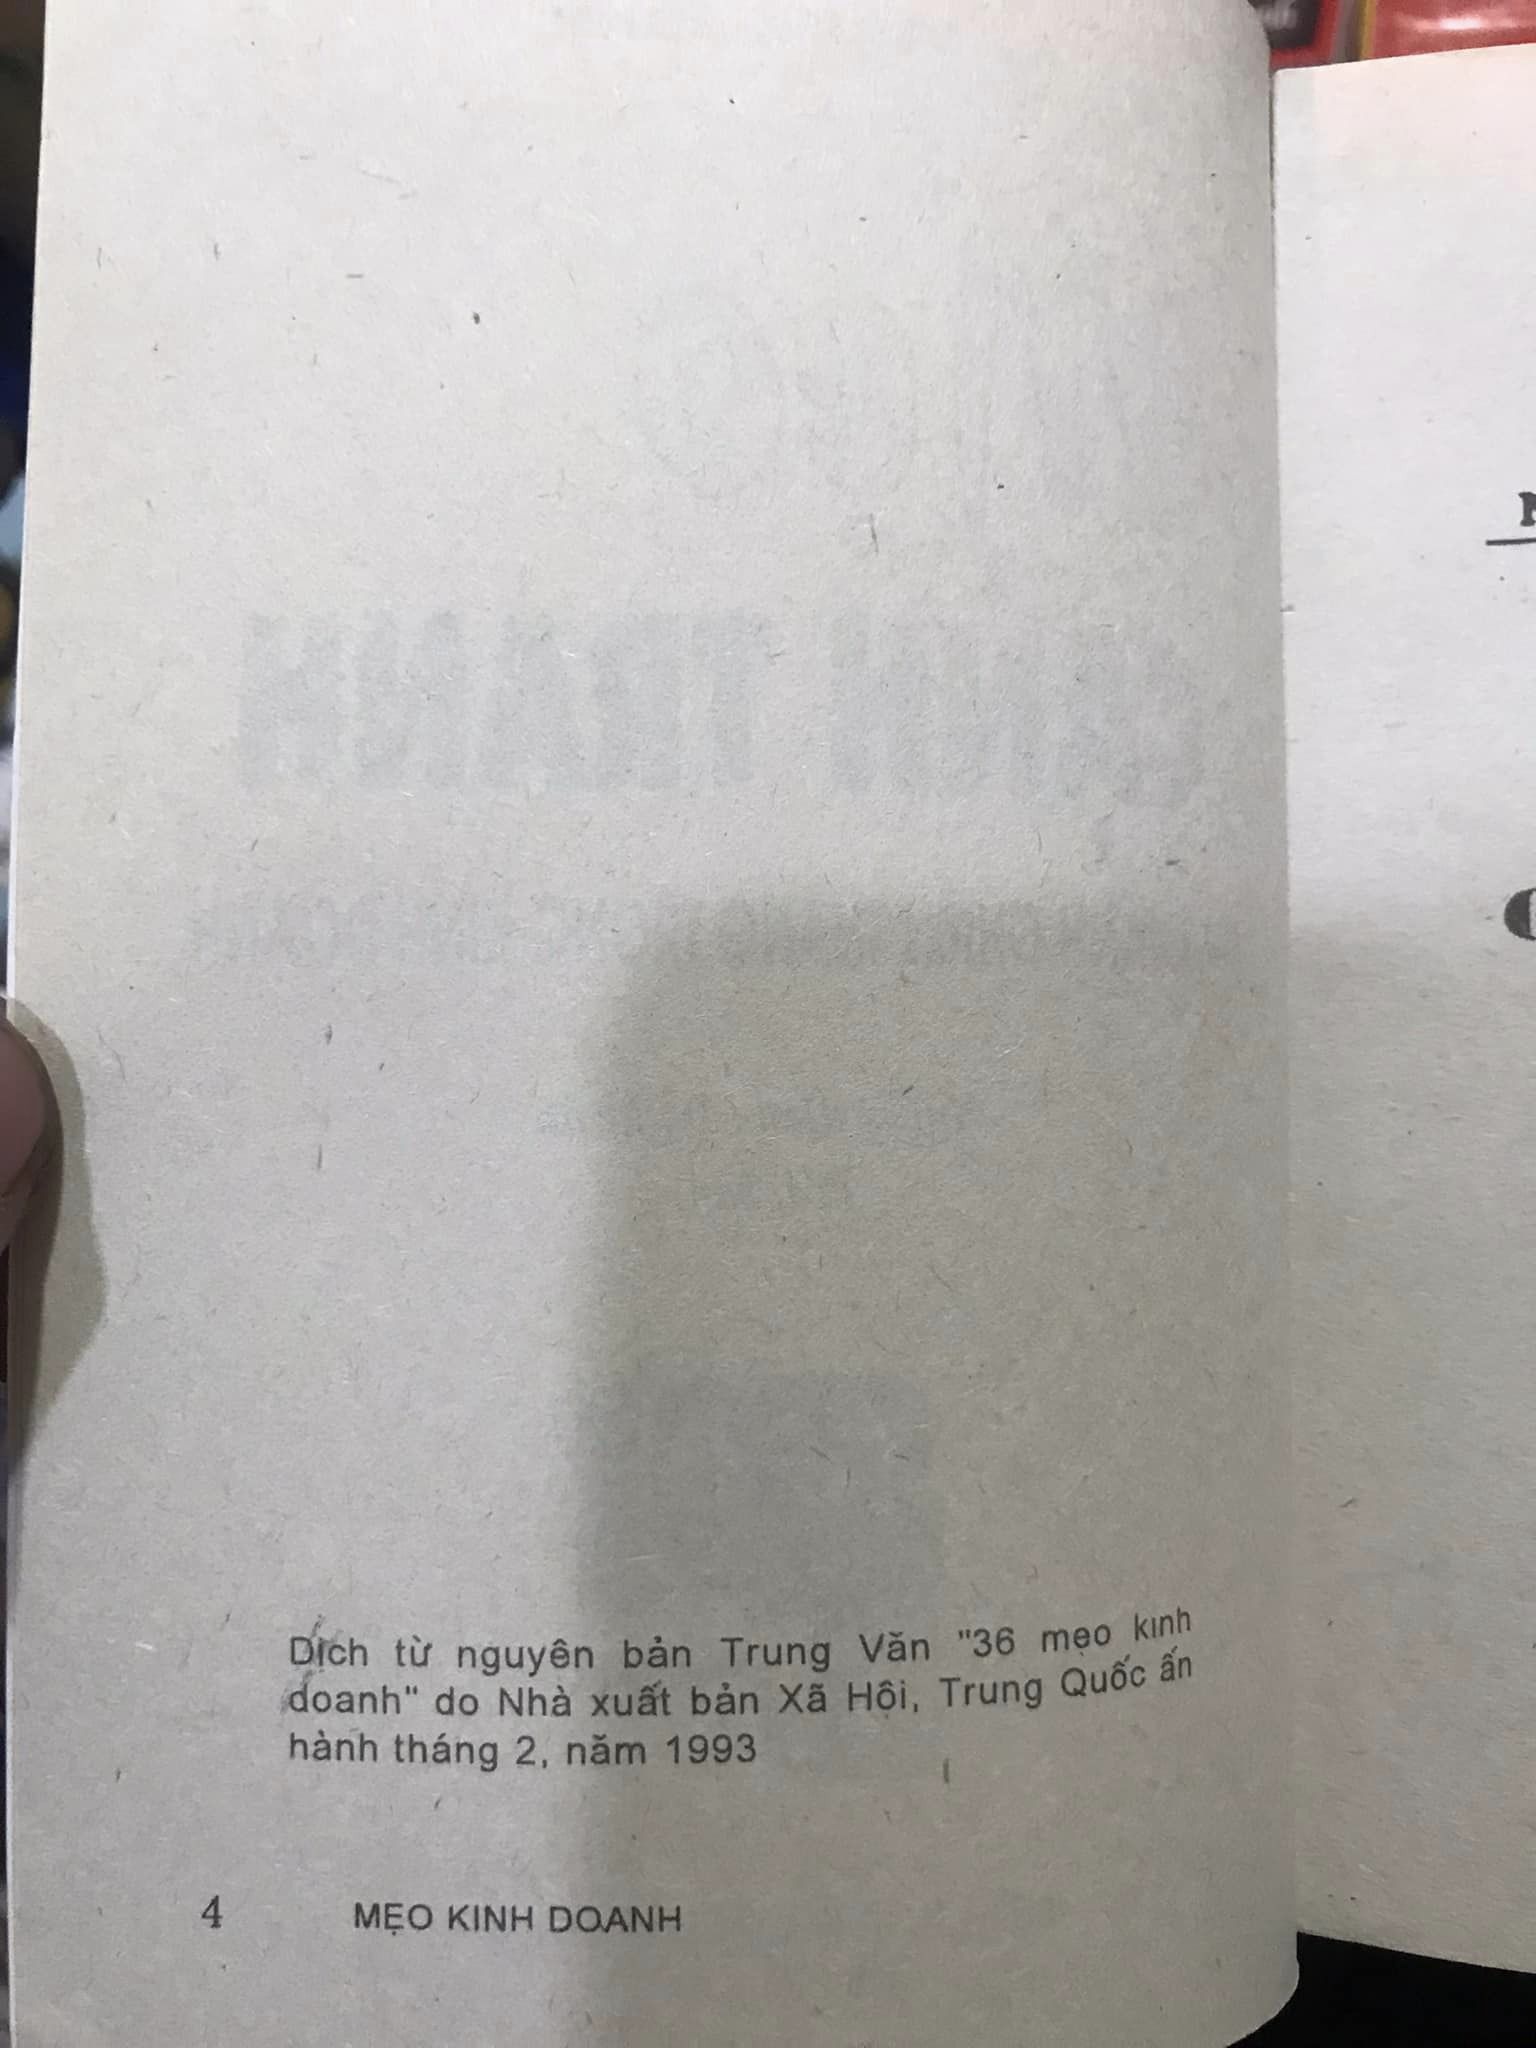 Dịch từ nguyên bản Trung Văn "36 mẹo kinh
doanh" do Nhà xuất bản Xã Hội, Trung Quốc ấn
hành tháng 2, năm 1993
4 MẸO KINH DOANH